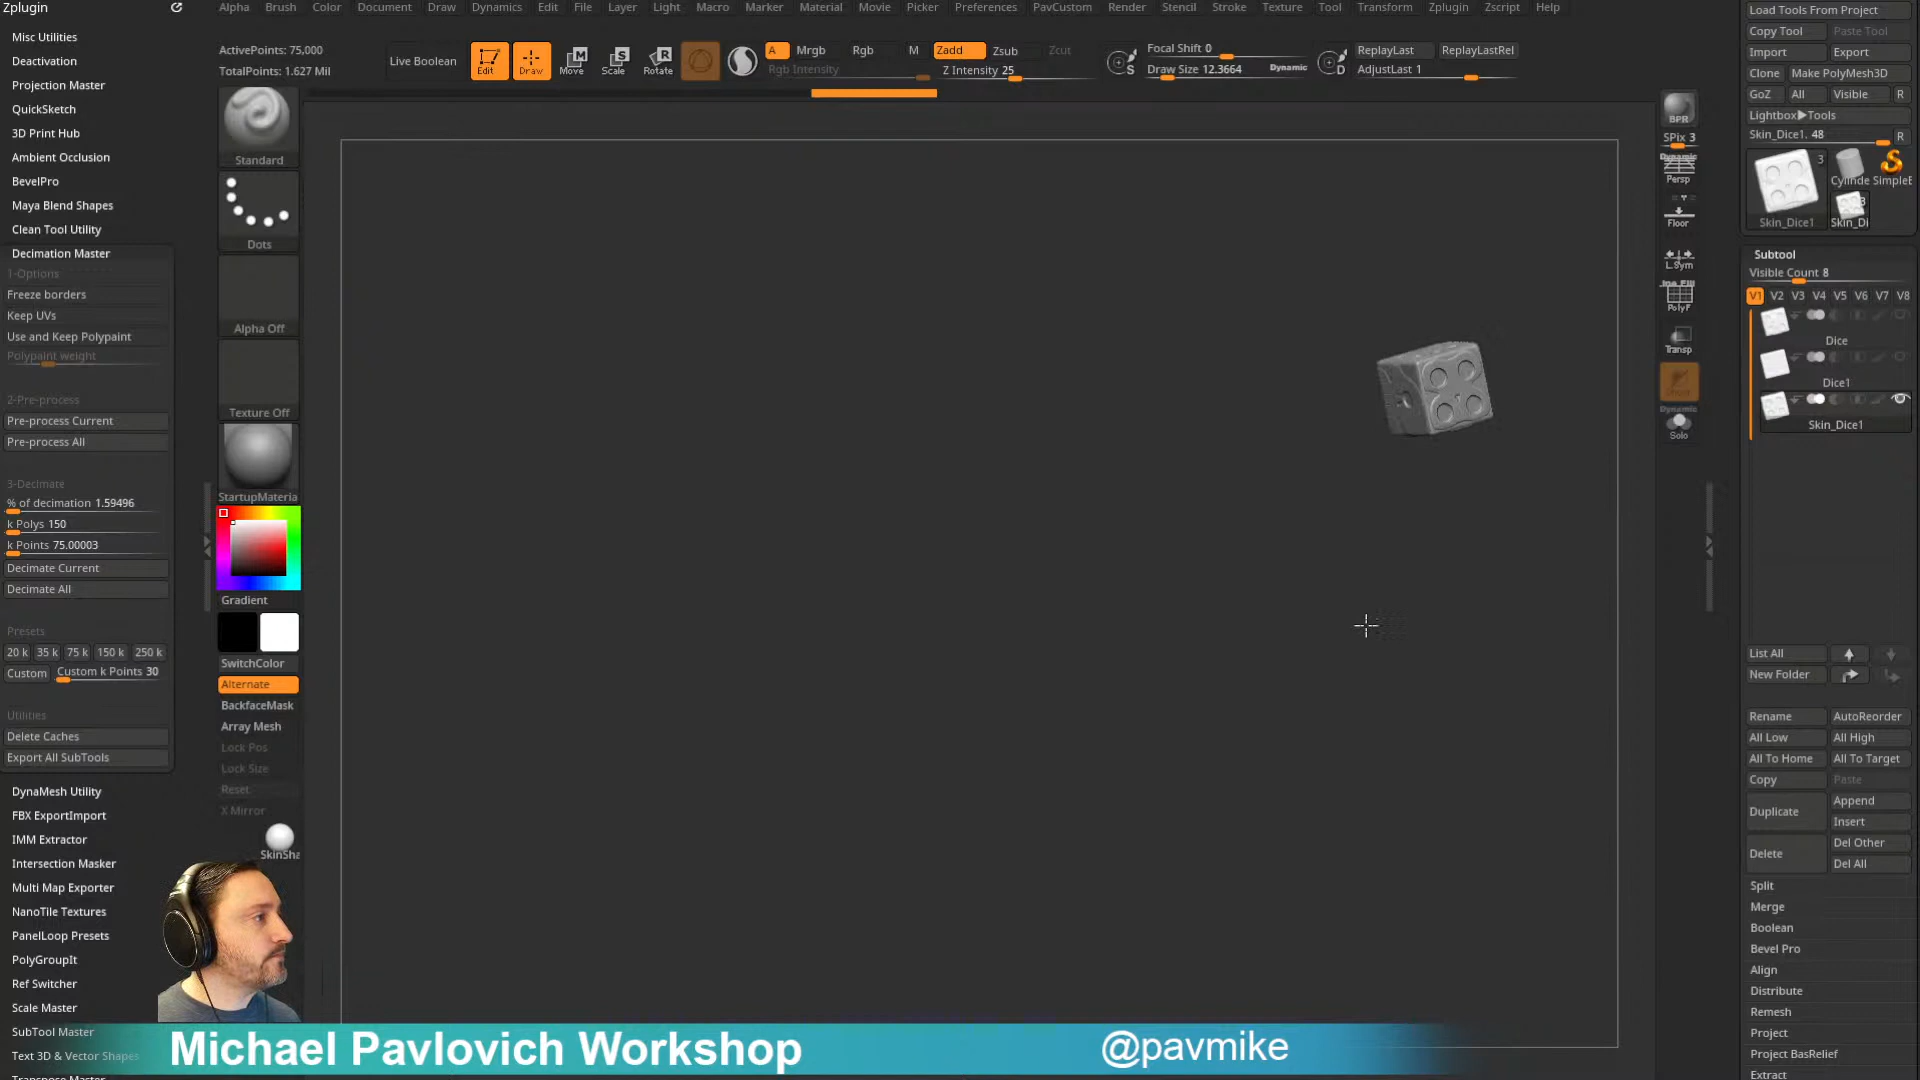 Zplugin
Alpha Brush Color Document Draw Dynamics Edit File Layer Light Macro Marker Material Movie Picker Preferences PavCustom Render Stencil Stroke Texture Tool Transform Zplugin Zscript Help
Misc Utilities
Deactivation
Projection Master
QuickSketch
3D Print Hub
Ambient Occlusion
BevelPro
Maya Blend Shapes
Clean Tool Utility
Decimation Master
1-Options
Freeze borders
Keep UVs
Use and Keep Polypaint
Polypaint weight
2-Pre-process
Pre-process Current
Pre-process All
3-Decimate
% of decimation 1.59496
k Polys 150
k Points 75.00003
Decimate Current
Decimate All
Presets
20 k 35 k 75 k 150 k 250 k
Custom Custom k Points 30
Utilities
Delete Caches
Export All SubTools
DynaMesh Utility
FBX ExportImport
IMM Extractor
Intersection Masker
Multi Map Exporter
NanoTile Textures
PanelLoop Presets
PolyGroupIt
Ref Switcher
Scale Master
SubTool Master
Text 3D & Vector Shapes
Transpose Master
ActivePoints: 75,000
TotalPoints: 1.627 Mil
Live Boolean
Edit Draw Move Scale Rotate
A Mrgb Rgb M
Rgb Intensity
Zadd Zsub Zcut
Z Intensity 25
S
Focal Shift 0
Draw Size 12.3664 Dynamic
D
ReplayLast ReplayLastRel
AdjustLast 1
Standard
Dots
Alpha Off
Texture Off
StartupMateria
Gradient
SwitchColor
Alternate
BackfaceMask
Array Mesh
Lock Pos
Lock Size
Reset
X Mirror
SkinSha
BPR
SPix 3
Dynamic
Persp
Floor
L.Sym
Line Fill
PolyF
Transp
Dynamic
Solo
Load Tools From Project
Copy Tool Paste Tool
Import Export
Clone Make PolyMesh3D
GoZ All Visible R
Lightbox▶Tools
Skin_Dice1. 48 R
3
Skin_Dice1
Cylinde SimpleE
3
Skin_Di
Subtool
Visible Count 8
V1 V2 V3 V4 V5 V6 V7 V8
Dice
Dice1
Skin_Dice1
List All
New Folder
Rename AutoReorder
All Low All High
All To Home All To Target
Copy Paste
Duplicate Append
Insert
Delete Del Other
Del All
Split
Merge
Boolean
Bevel Pro
Align
Distribute
Remesh
Project
Project BasRelief
Extract
Michael Pavlovich Workshop
@pavmike